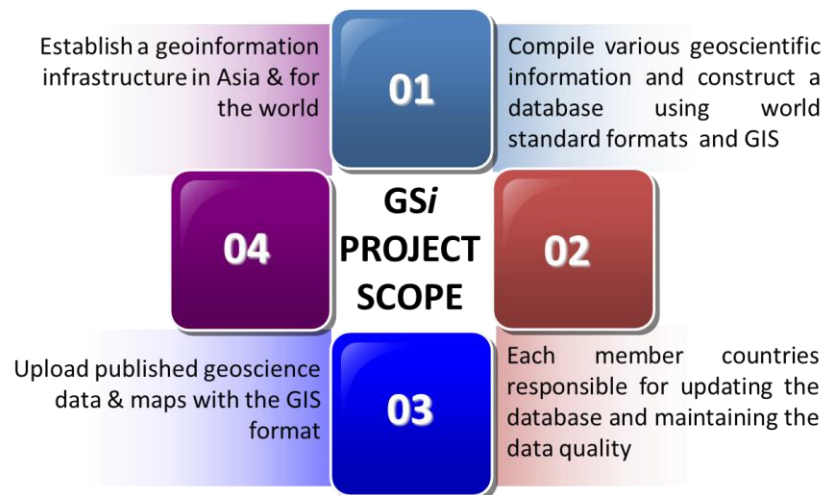 Establish a geoinformation
infrastructure in Asia & for
the world
01
Compile various geoscientific
information and construct a
database using world
standard formats and GIS
04
GSi
PROJECT
SCOPE
02
Upload published geoscience
data & maps with the GIS
format
03
Each member countries
responsible for updating the
database and maintaining the
data quality